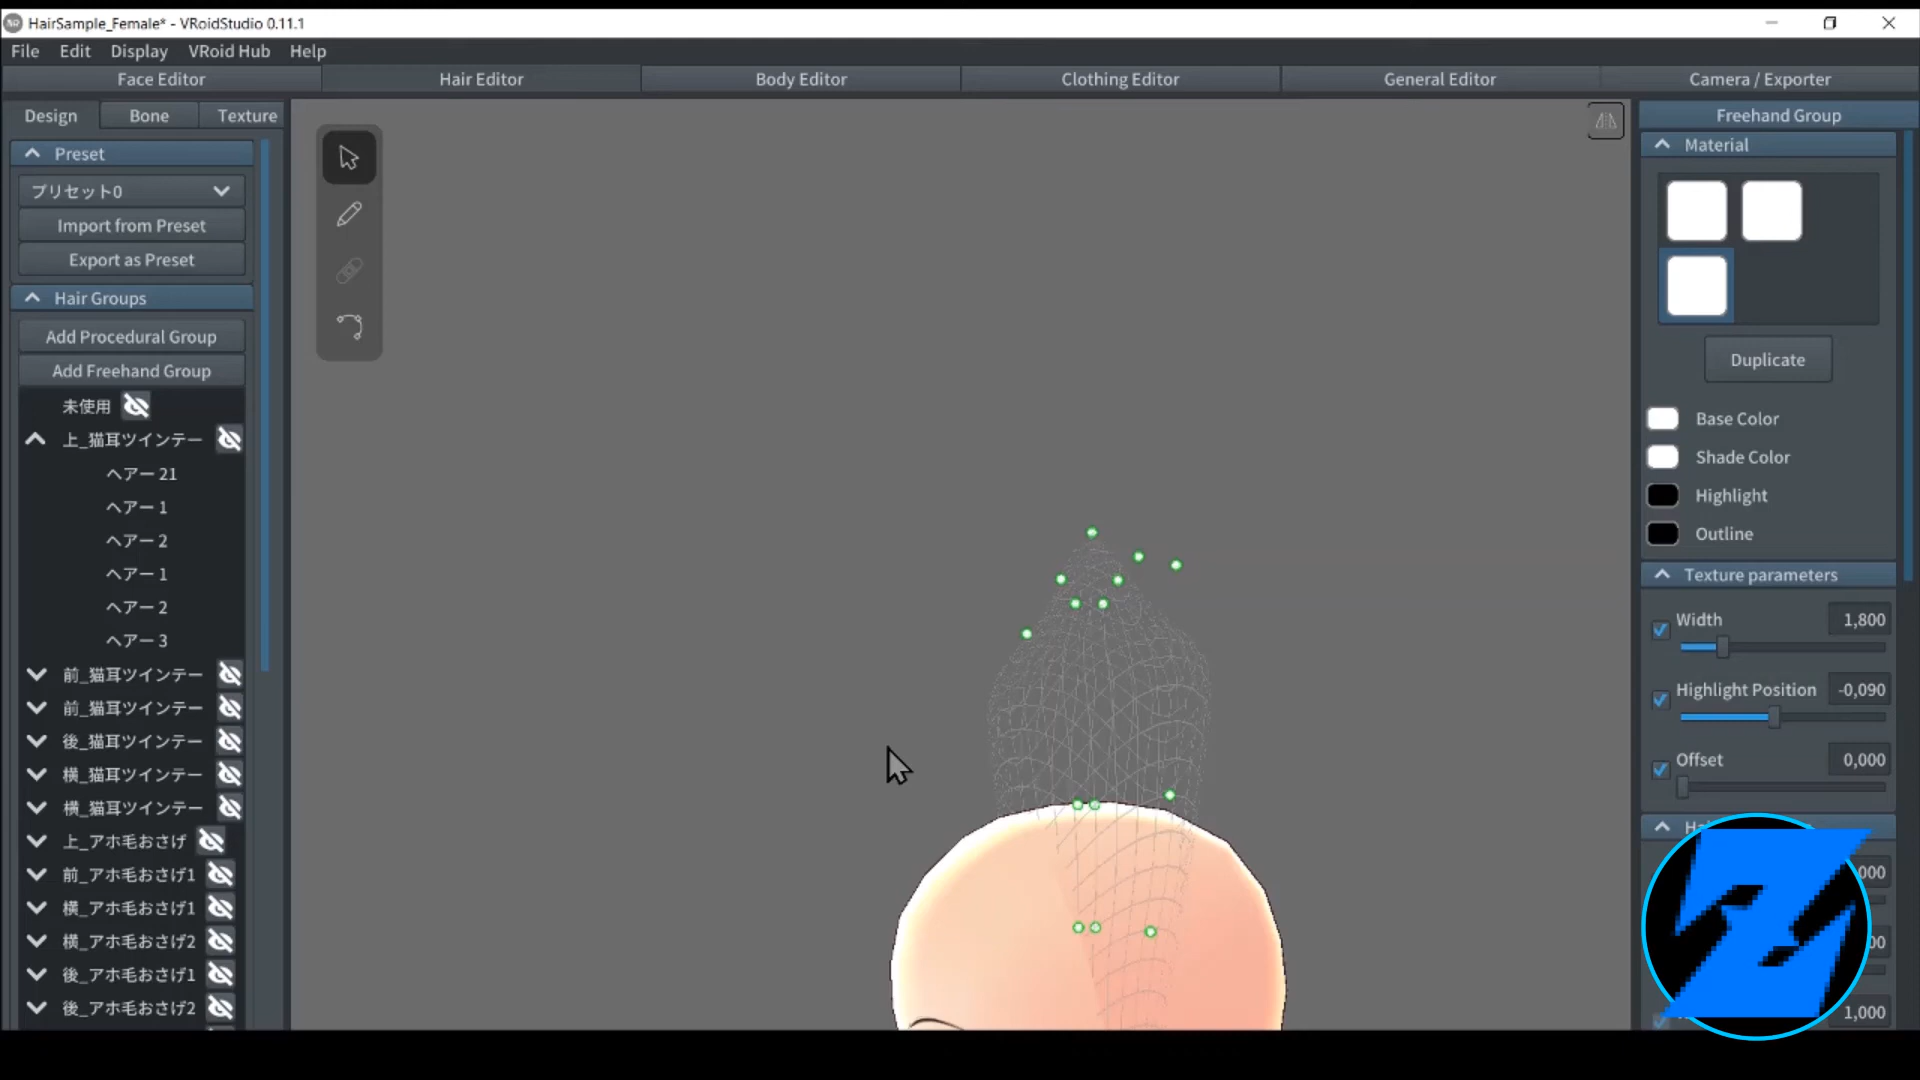 HairSample_Female* - VRoidStudio 0.11.1
File Edit Display VRoid Hub Help
Face Editor Hair Editor Body Editor Clothing Editor General Editor Camera / Exporter
Design Bone Texture
Preset
プリセット0
Import from Preset
Export as Preset
Hair Groups
Add Procedural Group
Add Freehand Group
未使用
上_猫耳ツインテー
ヘアー 21
ヘアー 1
ヘアー 2
ヘアー 1
ヘアー 2
ヘアー 3
前_猫耳ツインテー
前_猫耳ツインテー
後_猫耳ツインテー
横_猫耳ツインテー
横_猫耳ツインテー
上_アホ毛おさげ
前_アホ毛おさげ1
横_アホ毛おさげ1
横_アホ毛おさげ2
後_アホ毛おさげ1
後_アホ毛おさげ2
Freehand Group
Material
Duplicate
Base Color
Shade Color
Highlight
Outline
Texture parameters
Width 1,800
Highlight Position -0,090
Offset 0,000
1,000